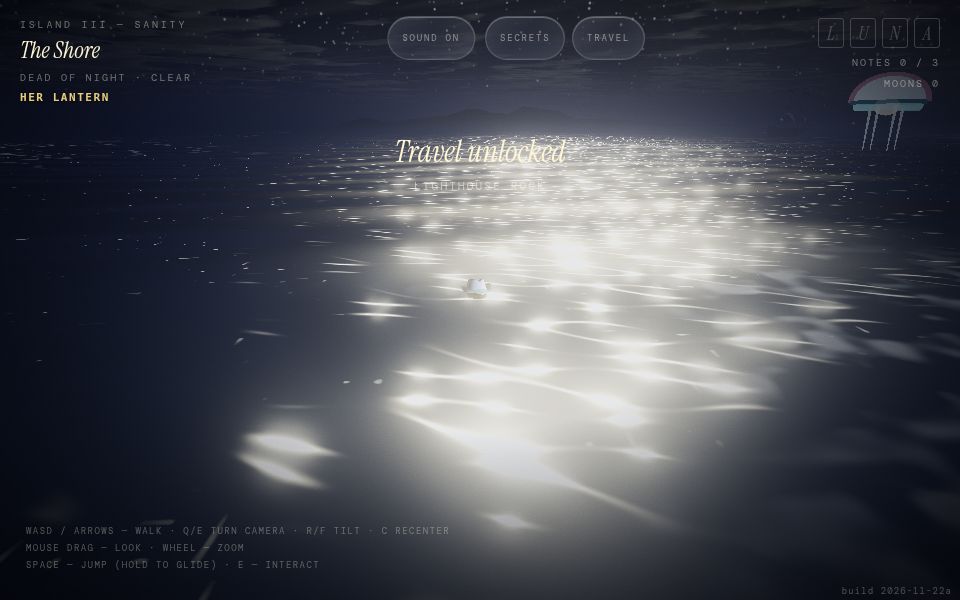 ISLAND III — SANITY
The Shore
DEAD OF NIGHT · CLEAR
HER LANTERN
SOUND ON
SECRETS
TRAVEL
L U N A
NOTES 0 / 3
MOONS 0
Travel unlocked
LIGHTHOUSE ROCK
WASD / ARROWS — WALK · Q/E TURN CAMERA · R/F TILT · C RECENTER
MOUSE DRAG — LOOK · WHEEL — ZOOM
SPACE — JUMP (HOLD TO GLIDE) · E — INTERACT
build 2026-11-22a